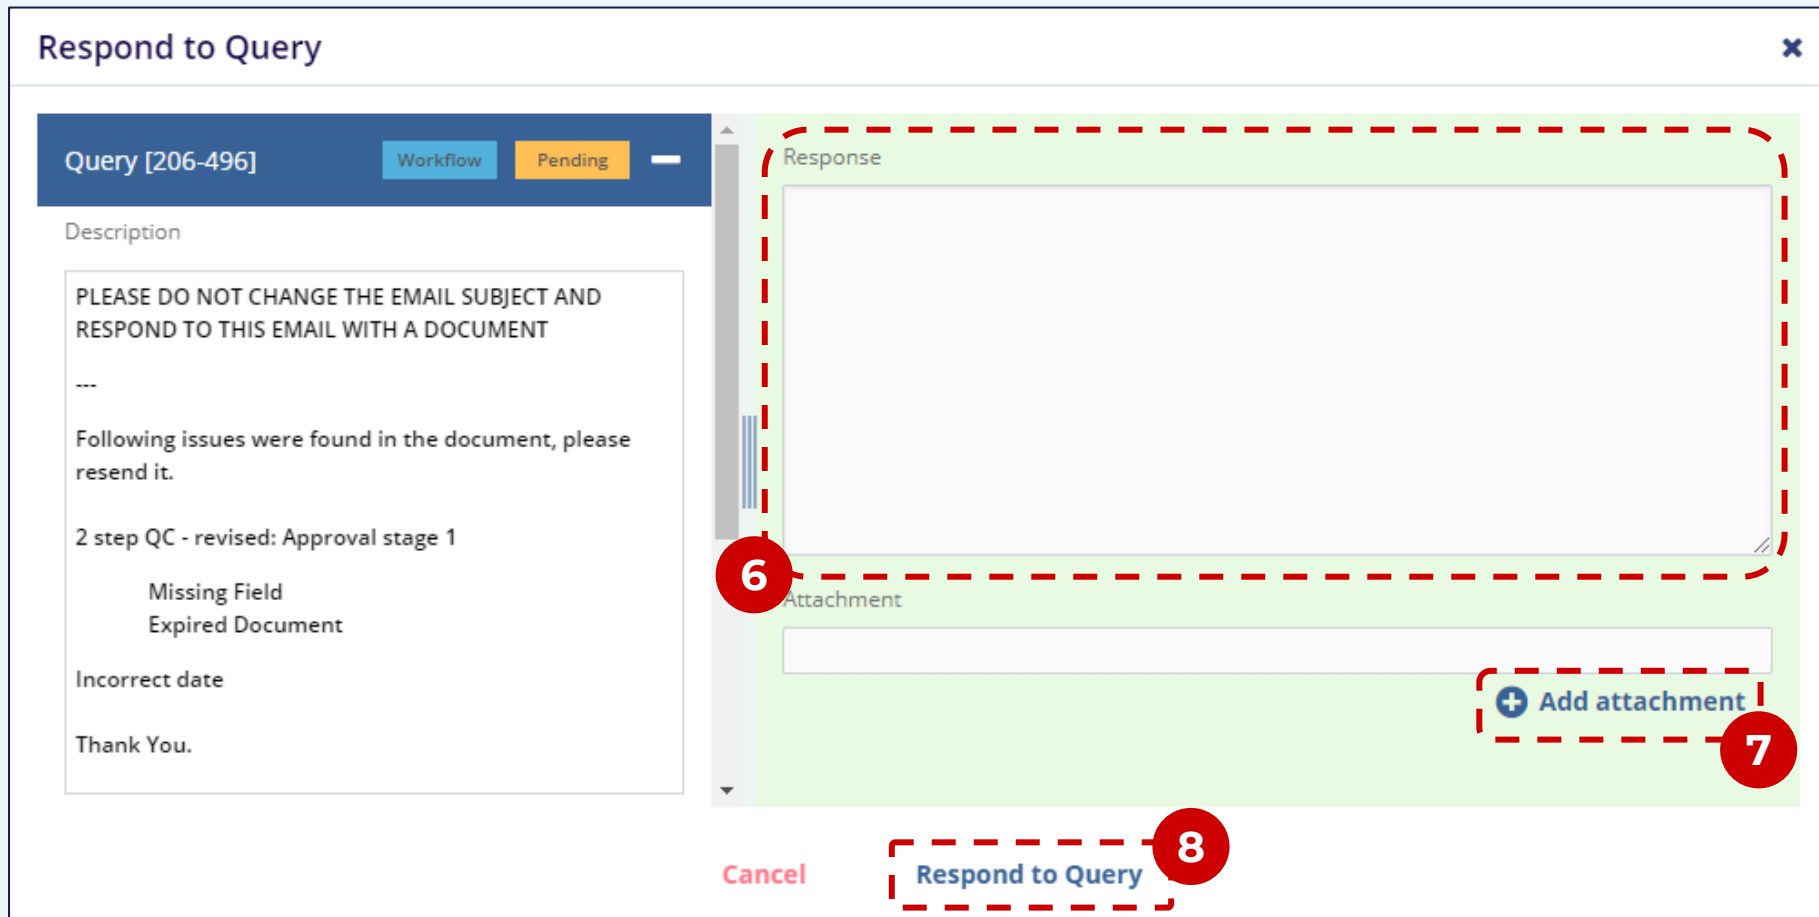 Respond to Query
Query [206-496]
Workflow
Pending
Description
PLEASE DO NOT CHANGE THE EMAIL SUBJECT AND
RESPOND TO THIS EMAIL WITH A DOCUMENT
---
Following issues were found in the document, please
resend it.
2 step QC - revised: Approval stage 1
Missing Field
Expired Document
Incorrect date
Thank You.
Response
6
Attachment
Add attachment
7
Cancel
Respond to Query
8